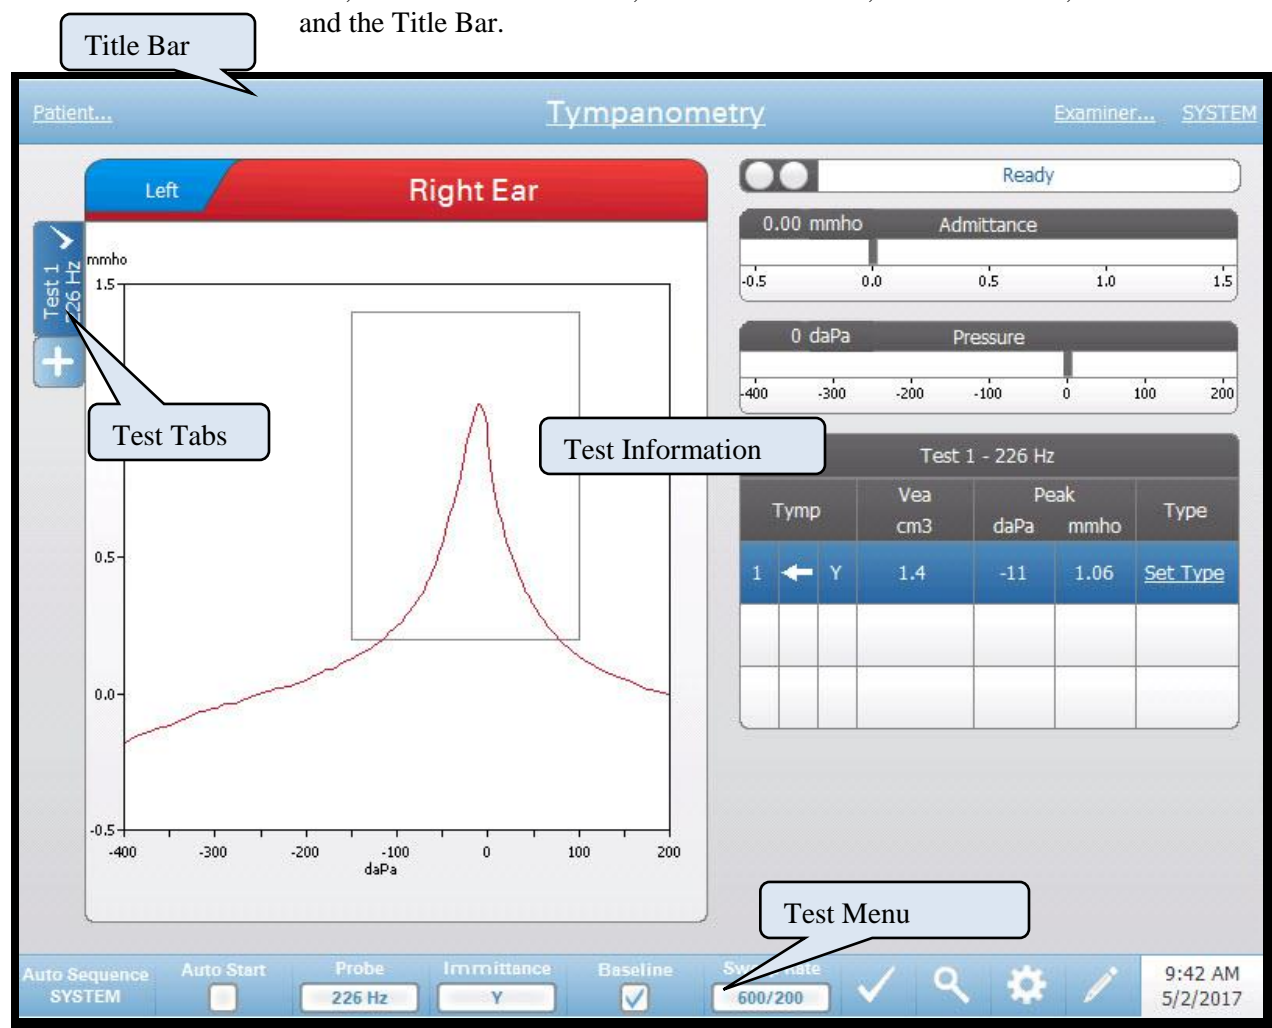 and the Title Bar.
Title Bar
Patient...
Tympanometry
Examiner...
SYSTEM
Left
Right Ear
Ready
0.00 mmho Admittance
-0.5 0.0 0.5 1.0 1.5
0 daPa Pressure
-400 -300 -200 -100 0 100 200
Test 1
226 Hz
Test Tabs
mmho
1.5
0.5
0.0
-0.5
-400 -300 -200 -100 0 100 200
daPa
Test Information
Test 1 - 226 Hz
Tymp
Vea
cm3
Peak
daPa mmho
Type
1 Y 1.4 -11 1.06 Set Type
Test Menu
Auto Sequence
SYSTEM
Auto Start
Probe
226 Hz
Immittance
Y
Baseline
600/200
9:42 AM
5/2/2017